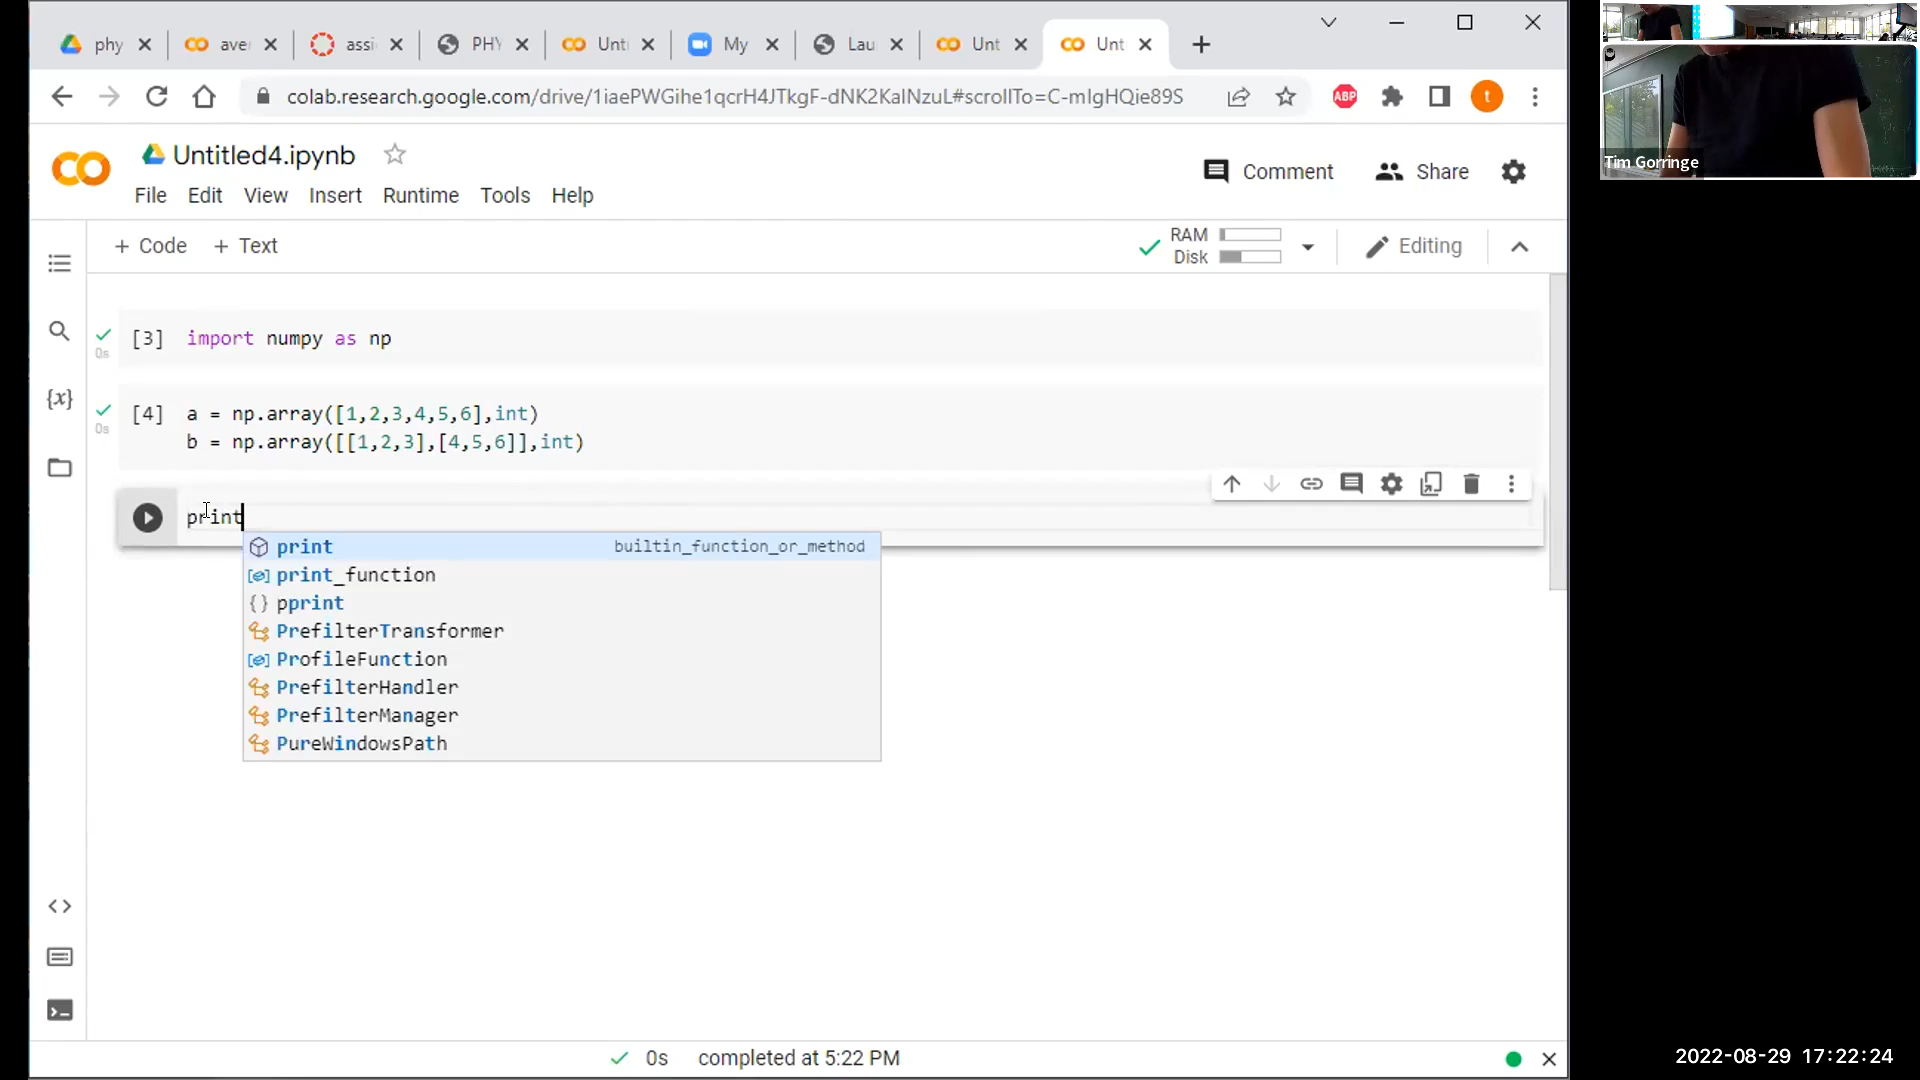 phy
ave
assi
PHY
Unt
My
Lau
Unt
Unt
colab.research.google.com/drive/1iaePWGihe1qcrH4JTkgF-dNK2KaINzuL#scrollTo=C-mIgHQie89S
ABP
t
Untitled4.ipynb
Comment
Share
File Edit View Insert Runtime Tools Help
+ Code + Text
RAM
Disk
Editing
[3] import numpy as np
0s
[4] a = np.array([1,2,3,4,5,6],int)
0s
b = np.array([[1,2,3],[4,5,6]],int)
print
print builtin_function_or_method
print_function
pprint
PrefilterTransformer
ProfileFunction
PrefilterHandler
PrefilterManager
PureWindowsPath
0s completed at 5:22 PM
Tim Gorringe
2022-08-29 17:22:24